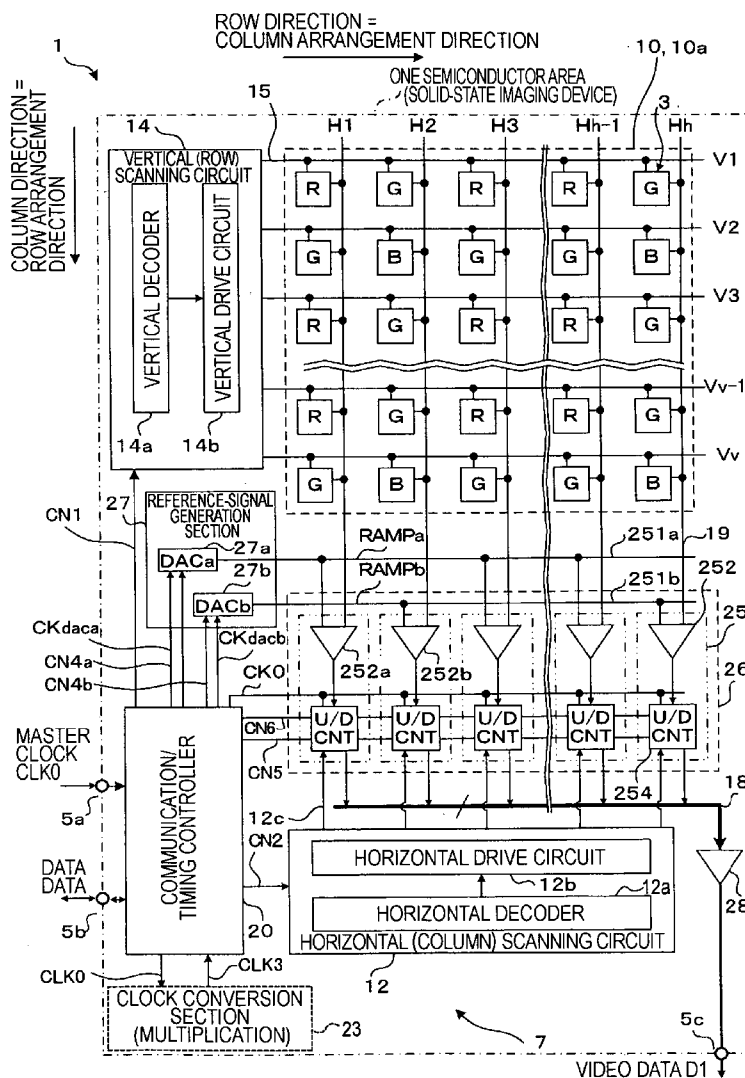 ROW DIRECTION =
COLUMN ARRANGEMENT DIRECTION
1
10, 10a
ONE SEMICONDUCTOR AREA
(SOLID-STATE IMAGING DEVICE)
COLUMN DIRECTION =
ROW ARRANGEMENT
DIRECTION
14
15
H1 H2 H3 Hh-1 Hh
3
VERTICAL (ROW)
SCANNING CIRCUIT
VERTICAL DECODER
VERTICAL DRIVE CIRCUIT
14a 14b
V1
R G R R G
V2
G B G G B
V3
R G R R G
Vv-1
R G R R G
Vv
G B G G B
CN1
27
REFERENCE-SIGNAL
GENERATION
SECTION
27a
DACa
27b
DACb
RAMPa
RAMPb
251a
19
251b
252
25
26
252a
252b
CKdaca
CN4a
CN4b
CKdacb
CK0
CN6
CN5
U/D
CNT
U/D
CNT
U/D
CNT
U/D
CNT
U/D
CNT
254
MASTER
CLOCK
CLK0
5a
COMMUNICATION/
TIMING CONTROLLER
12c
18
CN2
HORIZONTAL DRIVE CIRCUIT
12b
12a
HORIZONTAL DECODER
HORIZONTAL (COLUMN) SCANNING CIRCUIT
28
DATA
DATA
5b
20
12
CLK0
CLK3
CLOCK CONVERSION
SECTION
(MULTIPLICATION)
23
7
5c
VIDEO DATA D1